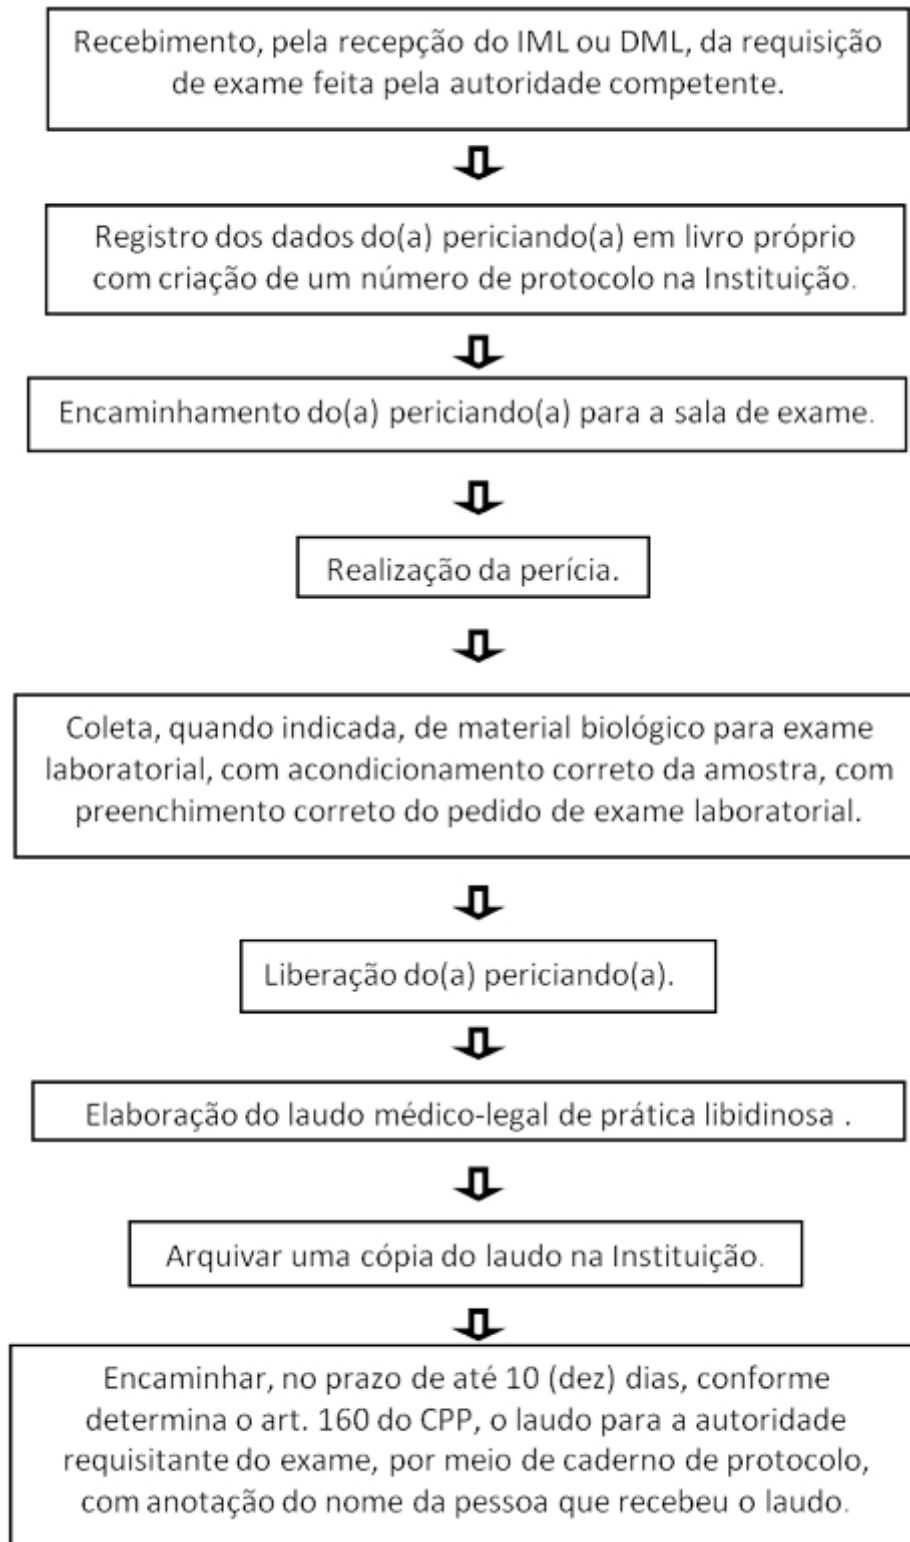 Recebimento, pela recepção do IML ou DML, da requisição
de exame feita pela autoridade competente.
Registro dos dados do(a) periciando(a) em livro próprio
com criação de um número de protocolo na Instituição.
Encaminhamento do(a) periciando(a) para a sala de exame.
Realização da perícia.
Coleta, quando indicada, de material biológico para exame
laboratorial, com acondicionamento correto da amostra, com
preenchimento correto do pedido de exame laboratorial.
Liberação do(a) periciando(a).
Elaboração do laudo médico-legal de prática libidinosa .
Arquivar uma cópia do laudo na Instituição.
Encaminhar, no prazo de até 10 (dez) dias, conforme
determina o art. 160 do CPP, o laudo para a autoridade
requisitante do exame, por meio de caderno de protocolo,
com anotação do nome da pessoa que recebeu o laudo.